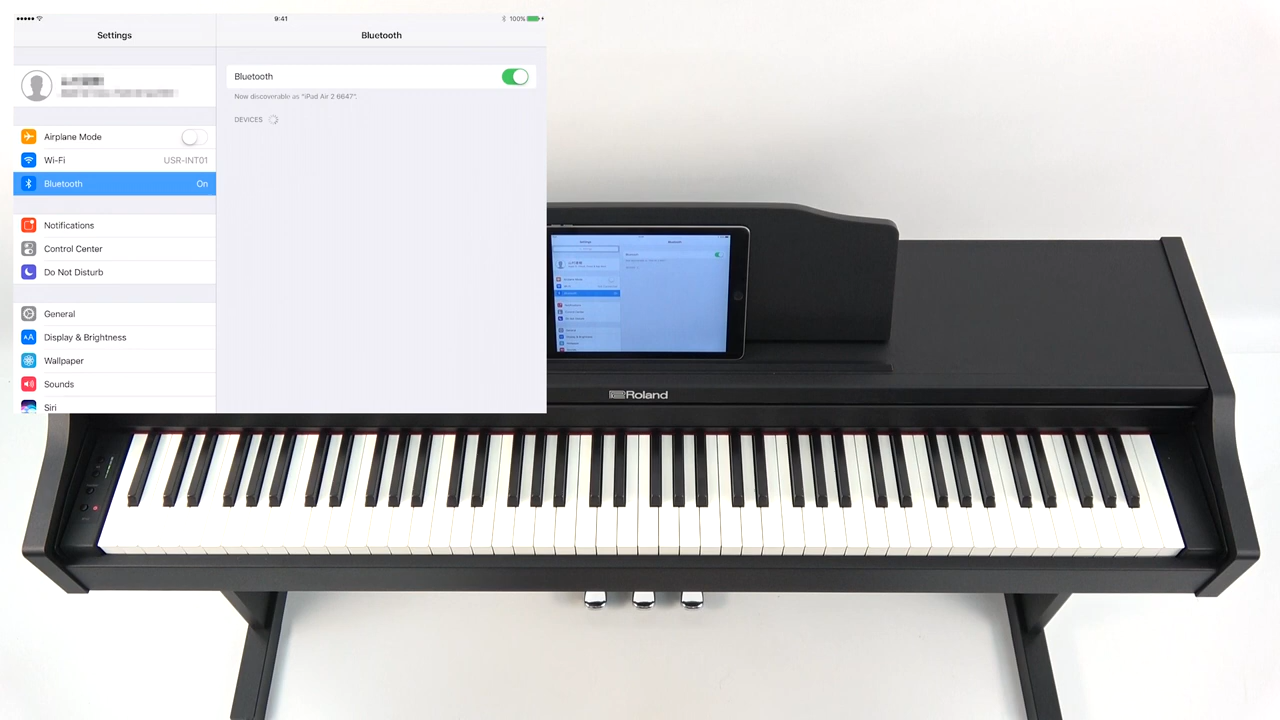 9:41
100%
Settings
Bluetooth
Airplane Mode
Wi-Fi
USR-INT01
Bluetooth
On
Notifications
Control Center
Do Not Disturb
General
Display & Brightness
Wallpaper
Sounds
Siri
Bluetooth
Now discoverable as "iPad Air 2 6647".
DEVICES
Roland